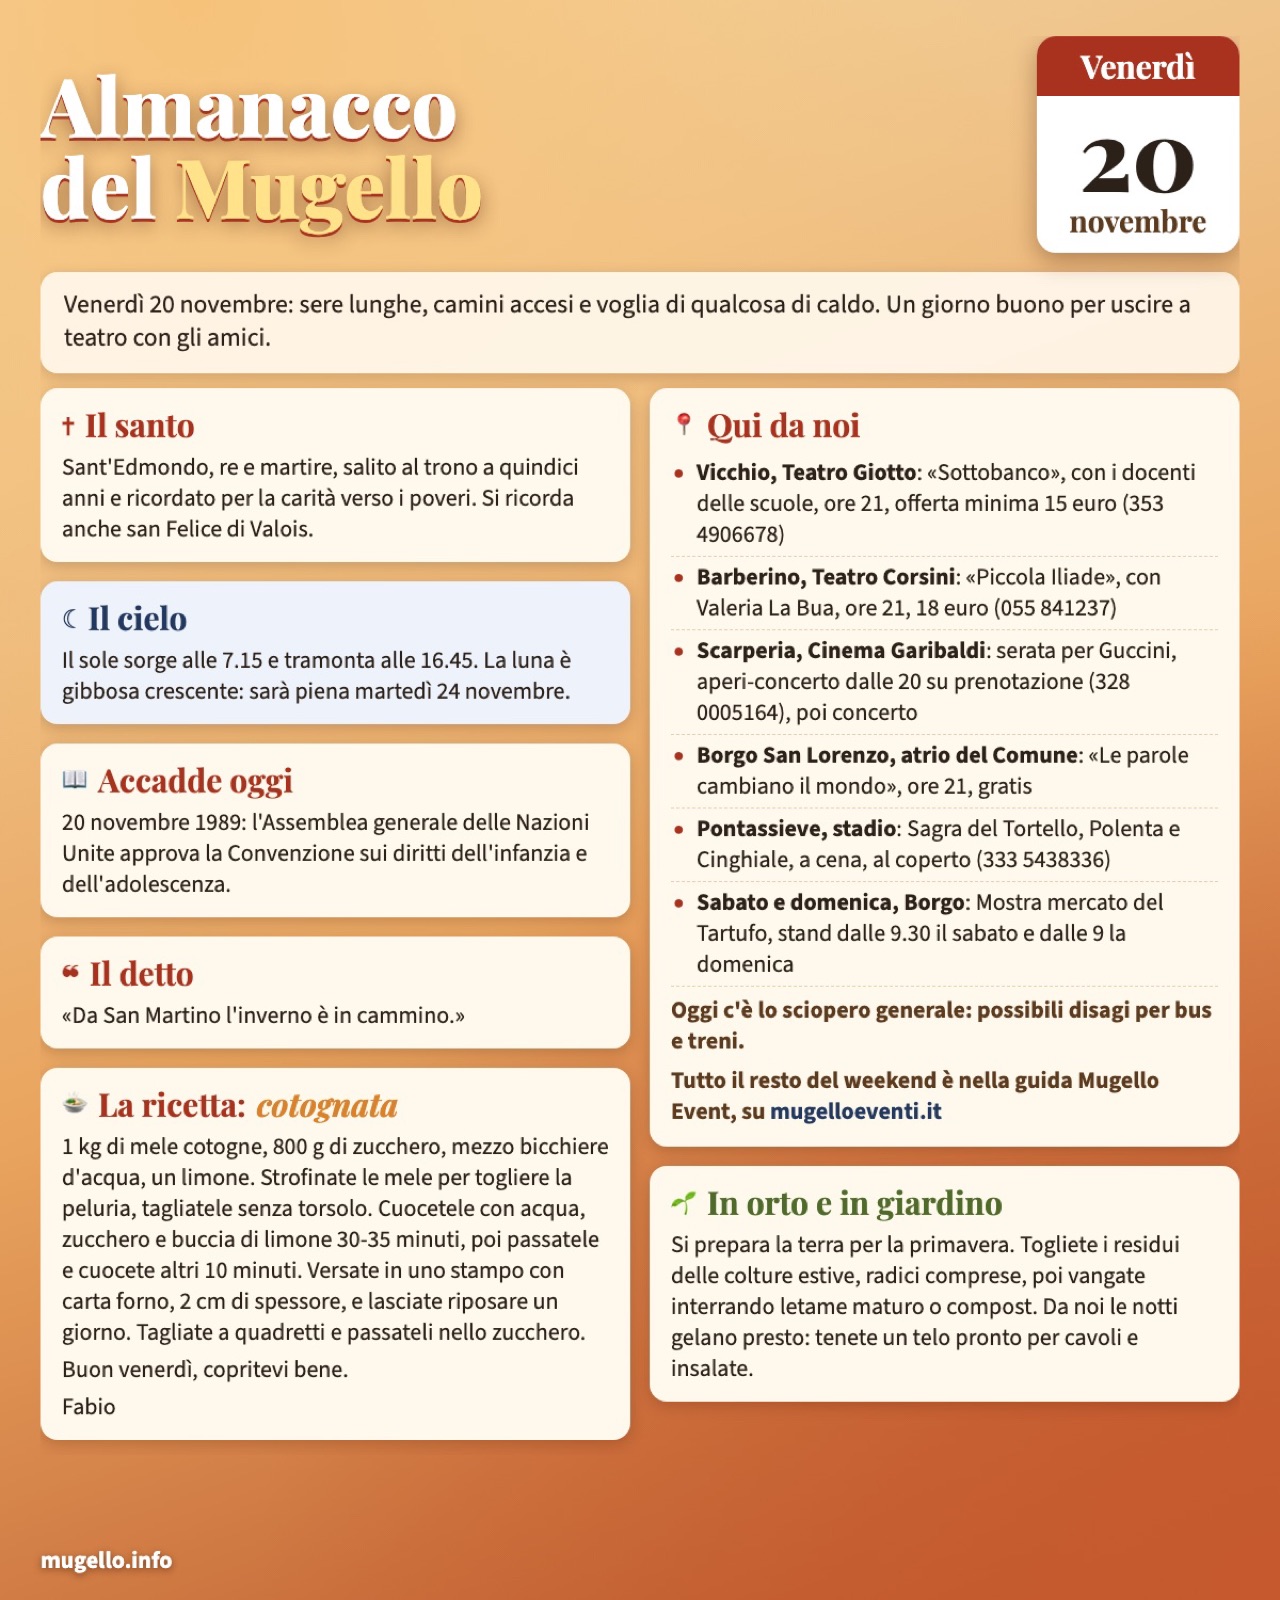 Almanacco
del Mugello
Venerdì
20
novembre
Venerdì 20 novembre: sere lunghe, camini accesi e voglia di qualcosa di caldo. Un giorno buono per uscire a
teatro con gli amici.
✝ Il santo
Sant'Edmondo, re e martire, salito al trono a quindici
anni e ricordato per la carità verso i poveri. Si ricorda
anche san Felice di Valois.
☾ Il cielo
Il sole sorge alle 7.15 e tramonta alle 16.45. La luna è
gibbosa crescente: sarà piena martedì 24 novembre.
📖 Accadde oggi
20 novembre 1989: l'Assemblea generale delle Nazioni
Unite approva la Convenzione sui diritti dell'infanzia e
dell'adolescenza.
❝ Il detto
«Da San Martino l'inverno è in cammino.»
🍲 La ricetta: cotognata
1 kg di mele cotogne, 800 g di zucchero, mezzo bicchiere
d'acqua, un limone. Strofinate le mele per togliere la
peluria, tagliatele senza torsolo. Cuocetele con acqua,
zucchero e buccia di limone 30-35 minuti, poi passatele
e cuocete altri 10 minuti. Versate in uno stampo con
carta forno, 2 cm di spessore, e lasciate riposare un
giorno. Tagliate a quadretti e passateli nello zucchero.
Buon venerdì, copritevi bene.
Fabio
📍 Qui da noi
• Vicchio, Teatro Giotto: «Sottobanco», con i docenti
delle scuole, ore 21, offerta minima 15 euro (353
4906678)
• Barberino, Teatro Corsini: «Piccola Iliade», con
Valeria La Bua, ore 21, 18 euro (055 841237)
• Scarperia, Cinema Garibaldi: serata per Guccini,
aperi-concerto dalle 20 su prenotazione (328
0005164), poi concerto
• Borgo San Lorenzo, atrio del Comune: «Le parole
cambiano il mondo», ore 21, gratis
• Pontassieve, stadio: Sagra del Tortello, Polenta e
Cinghiale, a cena, al coperto (333 5438336)
• Sabato e domenica, Borgo: Mostra mercato del
Tartufo, stand dalle 9.30 il sabato e dalle 9 la
domenica
Oggi c'è lo sciopero generale: possibili disagi per bus
e treni.
Tutto il resto del weekend è nella guida Mugello
Event, su mugelloeventi.it
🌱 In orto e in giardino
Si prepara la terra per la primavera. Togliete i residui
delle colture estive, radici comprese, poi vangate
interrando letame maturo o compost. Da noi le notti
gelano presto: tenete un telo pronto per cavoli e
insalate.
mugello.info